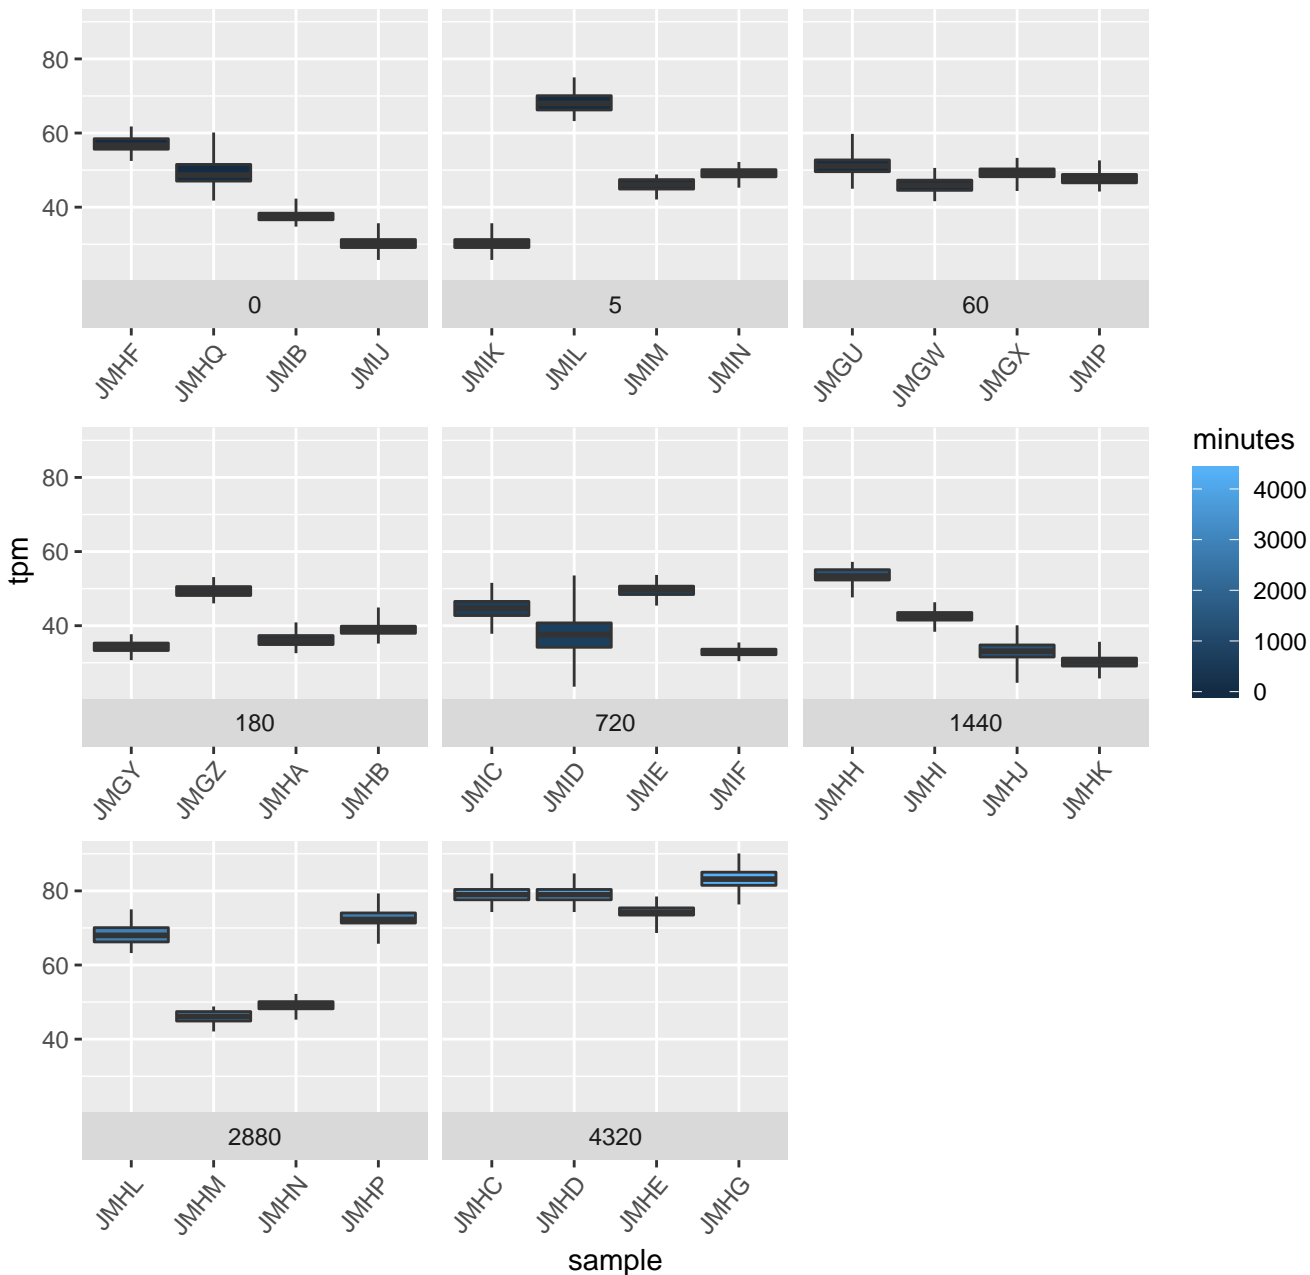 80
60
40
0
5
60
JMHF
JMHQ
JMIB
JMIJ
JMIK
JMIL
JMIM
JMIN
JMGU
JMGW
JMGX
JMIP
80
60
40
tpm
180
720
1440
JMGY
JMGZ
JMHA
JMHB
JMIC
JMID
JMIE
JMIF
JMHH
JMHI
JMHJ
JMHK
minutes
4000
3000
2000
1000
0
80
60
40
2880
4320
JMHL
JMHM
JMHN
JMHP
JMHC
JMHD
JMHE
JMHG
sample